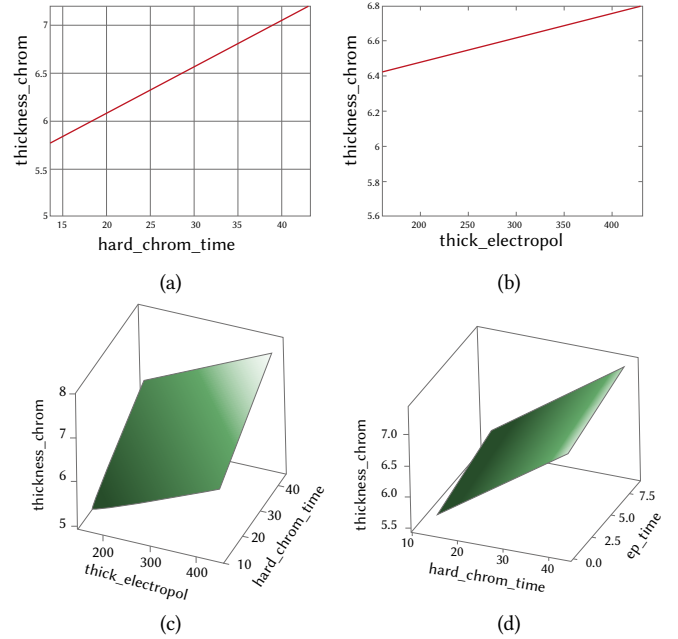 thickness_chrom
7
6.5
6
5.5
5
15 20 25 30 35 40
hard_chrom_time
(a)
thickness_chrom
6.8
6.6
6.4
6.2
6
5.8
5.6
200 250 300 350 400
thick_electropol
(b)
thickness_chrom
8
7
6
5
200
300
400
thick_electropol
10
20
30
40
hard_chrom_time
(c)
thickness_chrom
7.0
6.5
6.0
5.5
10
20
30
40
hard_chrom_time
0.0
2.5
5.0
7.5
ep_time
(d)